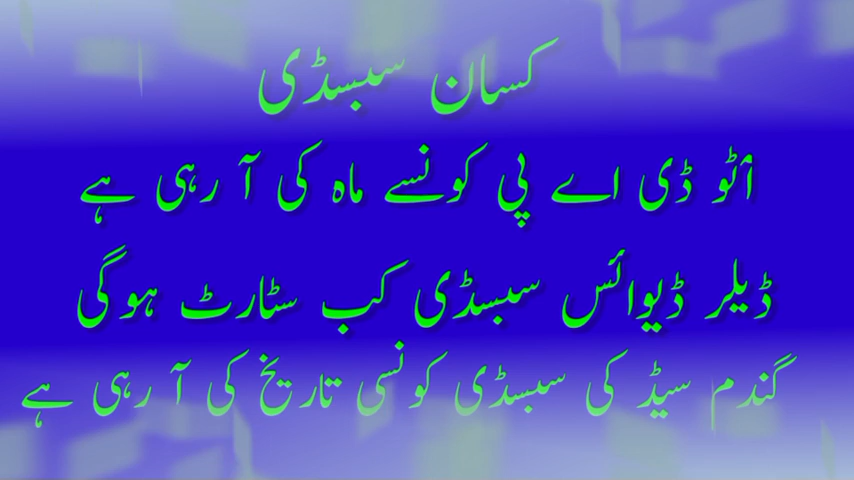 کسان سبسڈی
أٹو ڈی اے پی کونسے ماہ کی آ رہی ہے
ڈیلر ڈیوائس سبسڈی کب سٹارٹ ہوگی
گندم سیڈ کی سبسڈی کونسی تاریخ کی آ رہی ہے